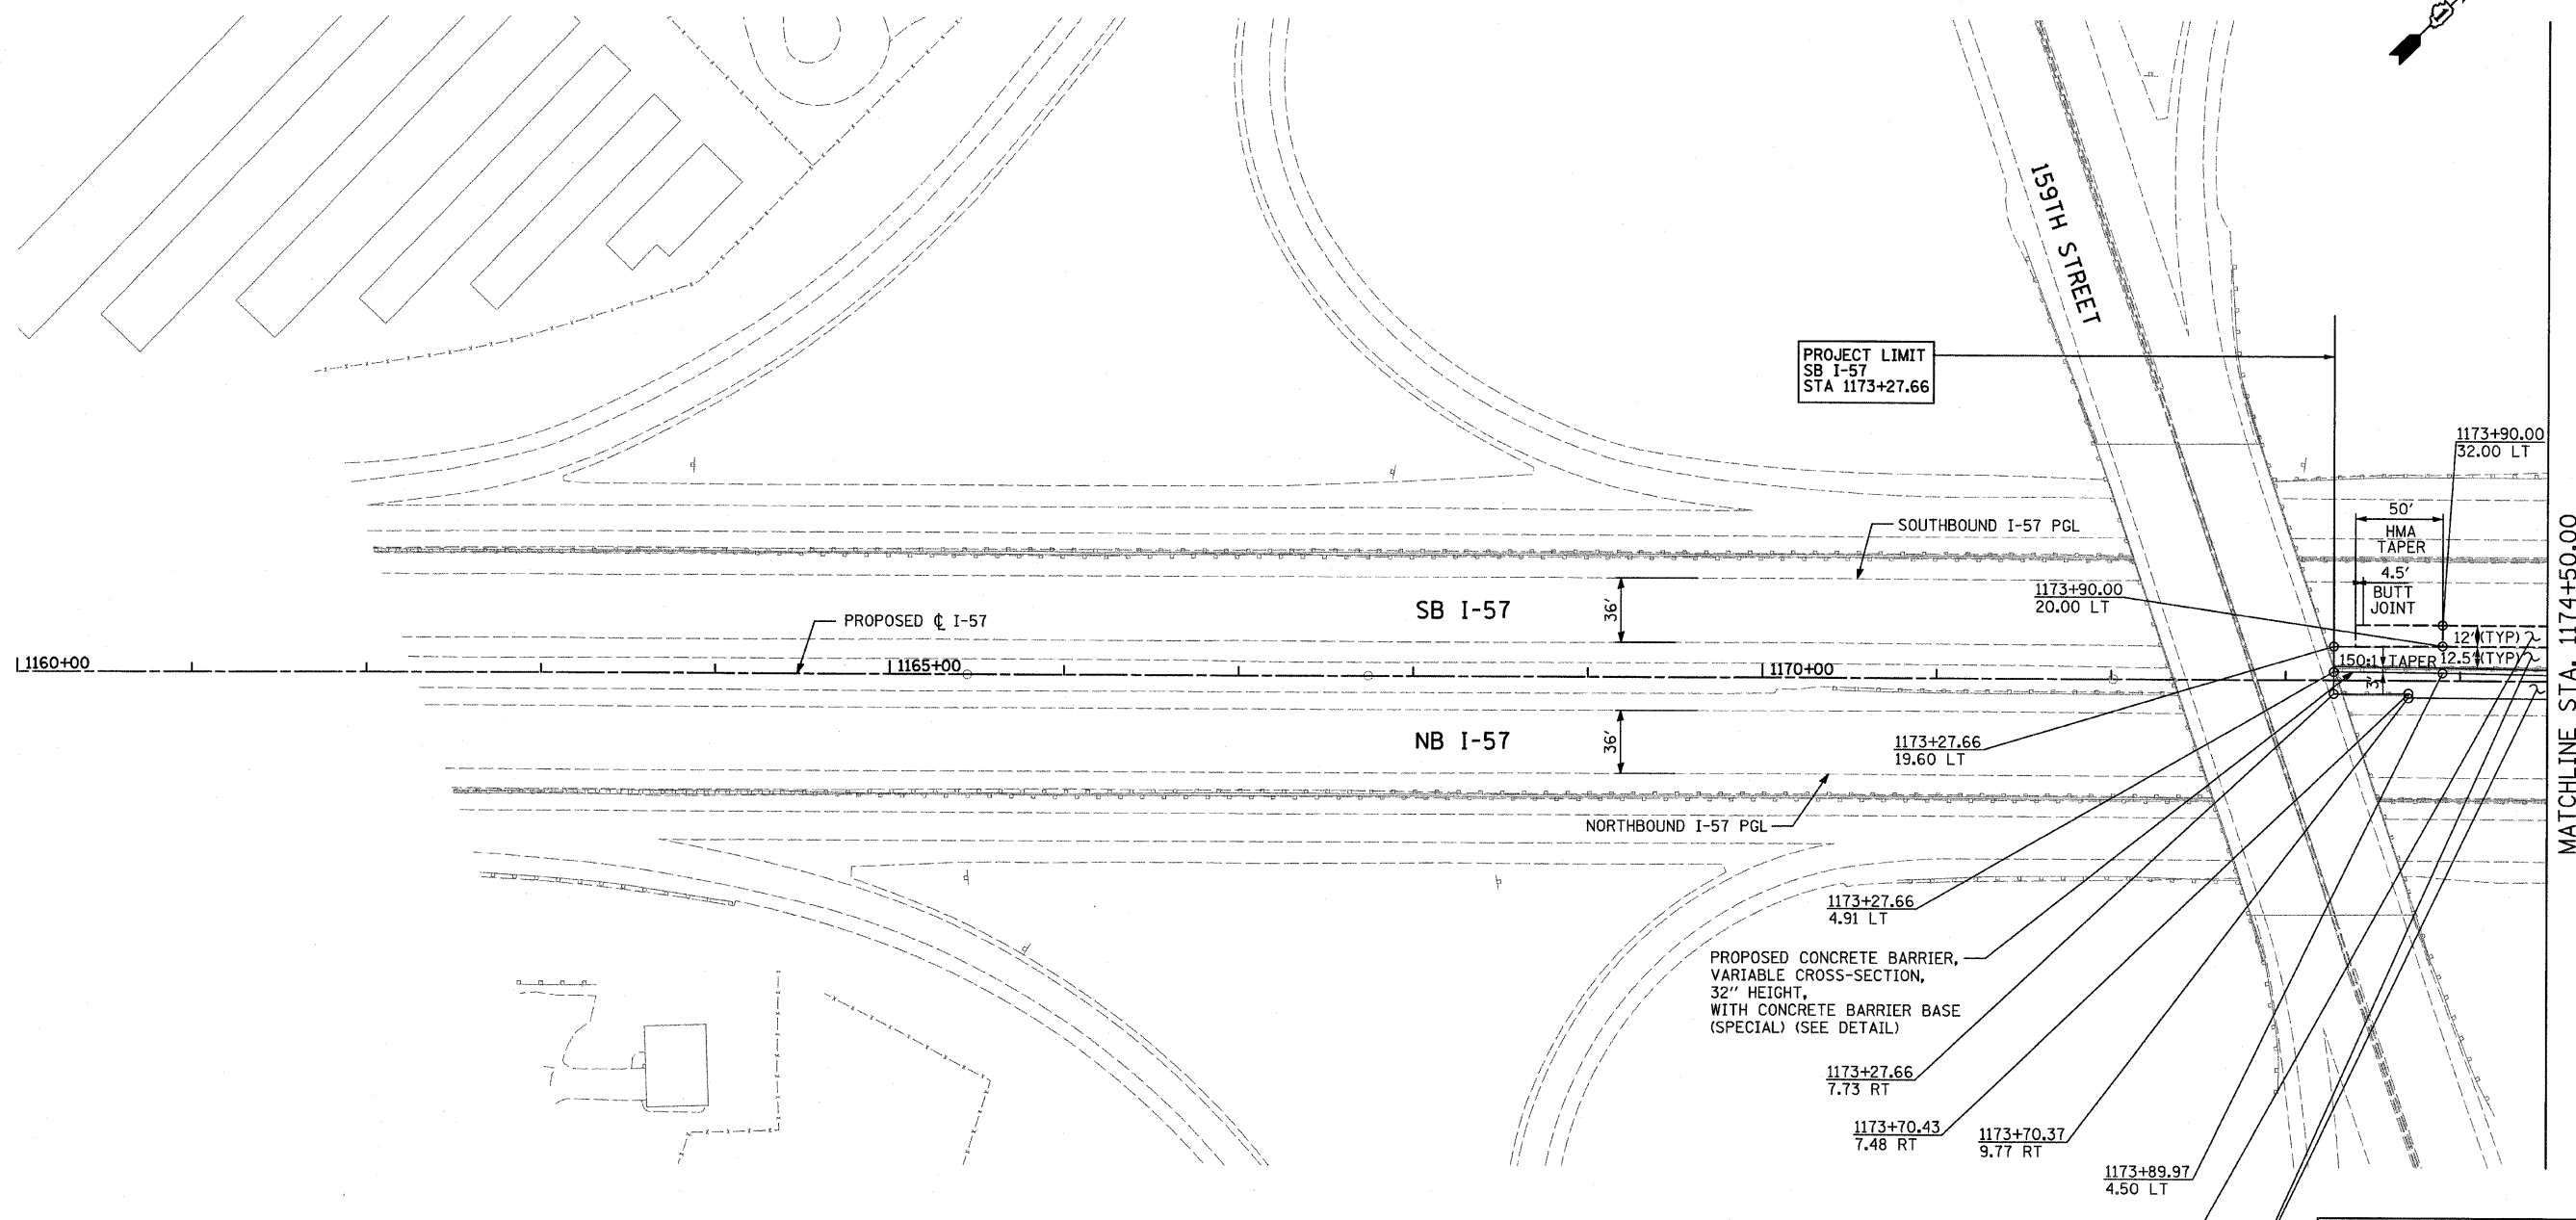 159TH STREET
PROJECT LIMIT
SB I-57
STA 1173+27.66
1173+90.00
32.00 LT
50'
HMA
TAPER
4.5'
BUTT
JOINT
SOUTHBOUND I-57 PGL
1173+90.00
20.00 LT
SB I-57
36'
PROPOSED ℄ I-57
12' (TYP)
150:1 TAPER
12.5' (TYP)
3'
1160+00
1165+00
1170+00
NB I-57
36'
1173+27.66
19.60 LT
NORTHBOUND I-57 PGL
MATCHLINE STA. 1174+50.00
1173+27.66
4.91 LT
PROPOSED CONCRETE BARRIER,
VARIABLE CROSS-SECTION,
32" HEIGHT,
WITH CONCRETE BARRIER BASE
(SPECIAL) (SEE DETAIL)
1173+27.66
7.73 RT
1173+70.43
7.48 RT
1173+70.37
9.77 RT
1173+89.97
4.50 LT